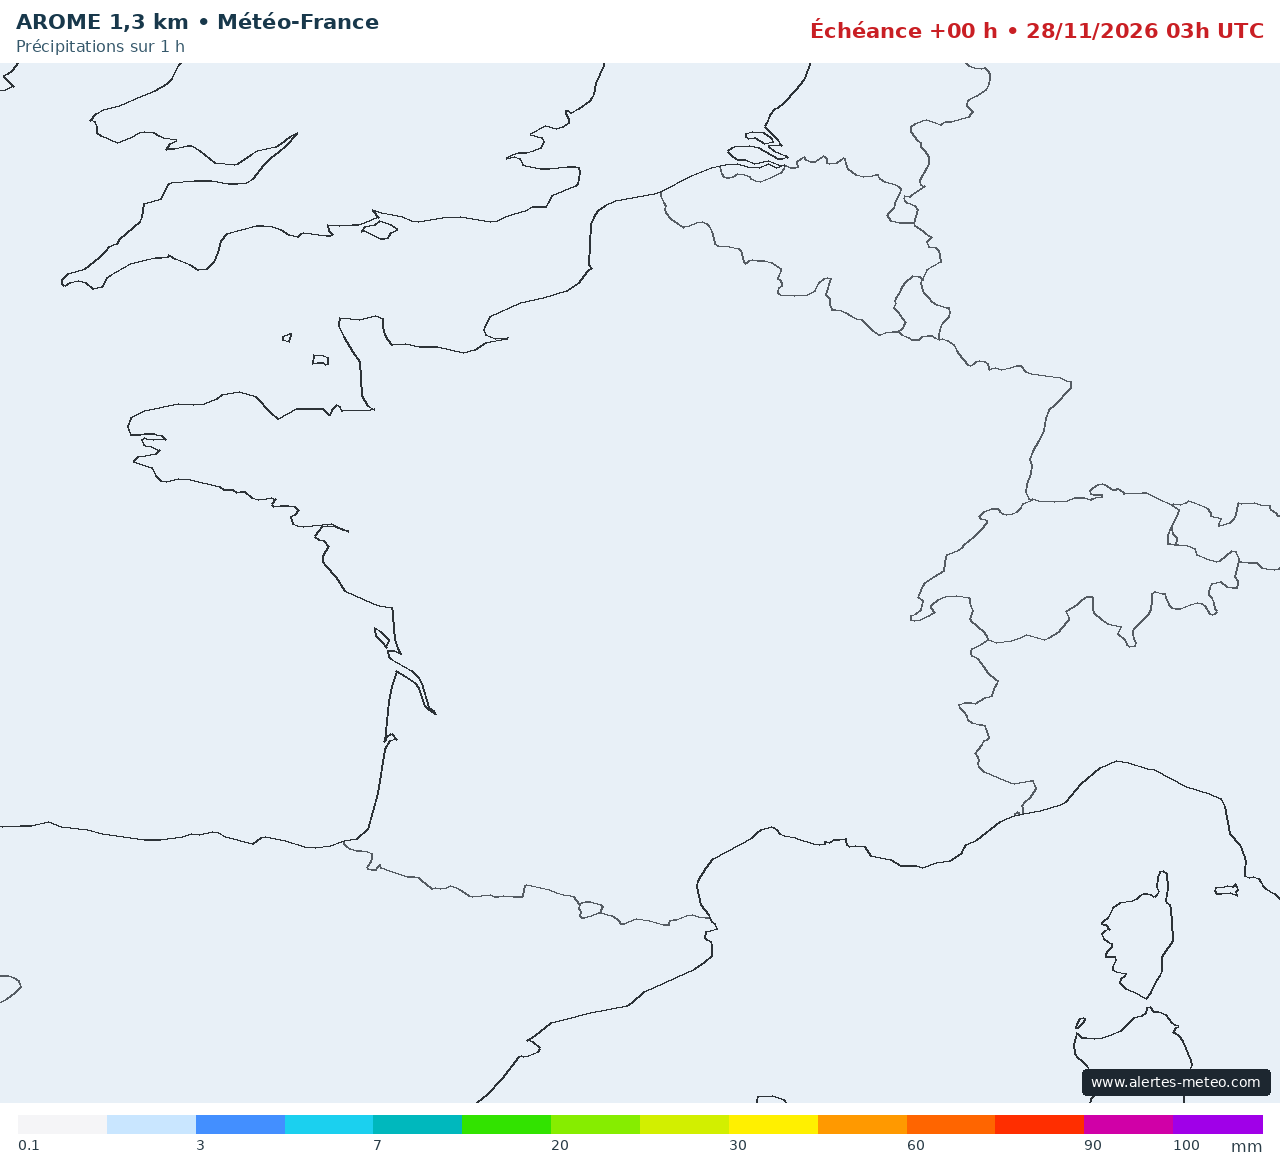 AROME 1,3 km • Météo-France
Précipitations sur 1 h
Échéance +00 h • 28/11/2026 03h UTC
www.alertes-meteo.com
0.1 3 7 20 30 60 90 100 mm